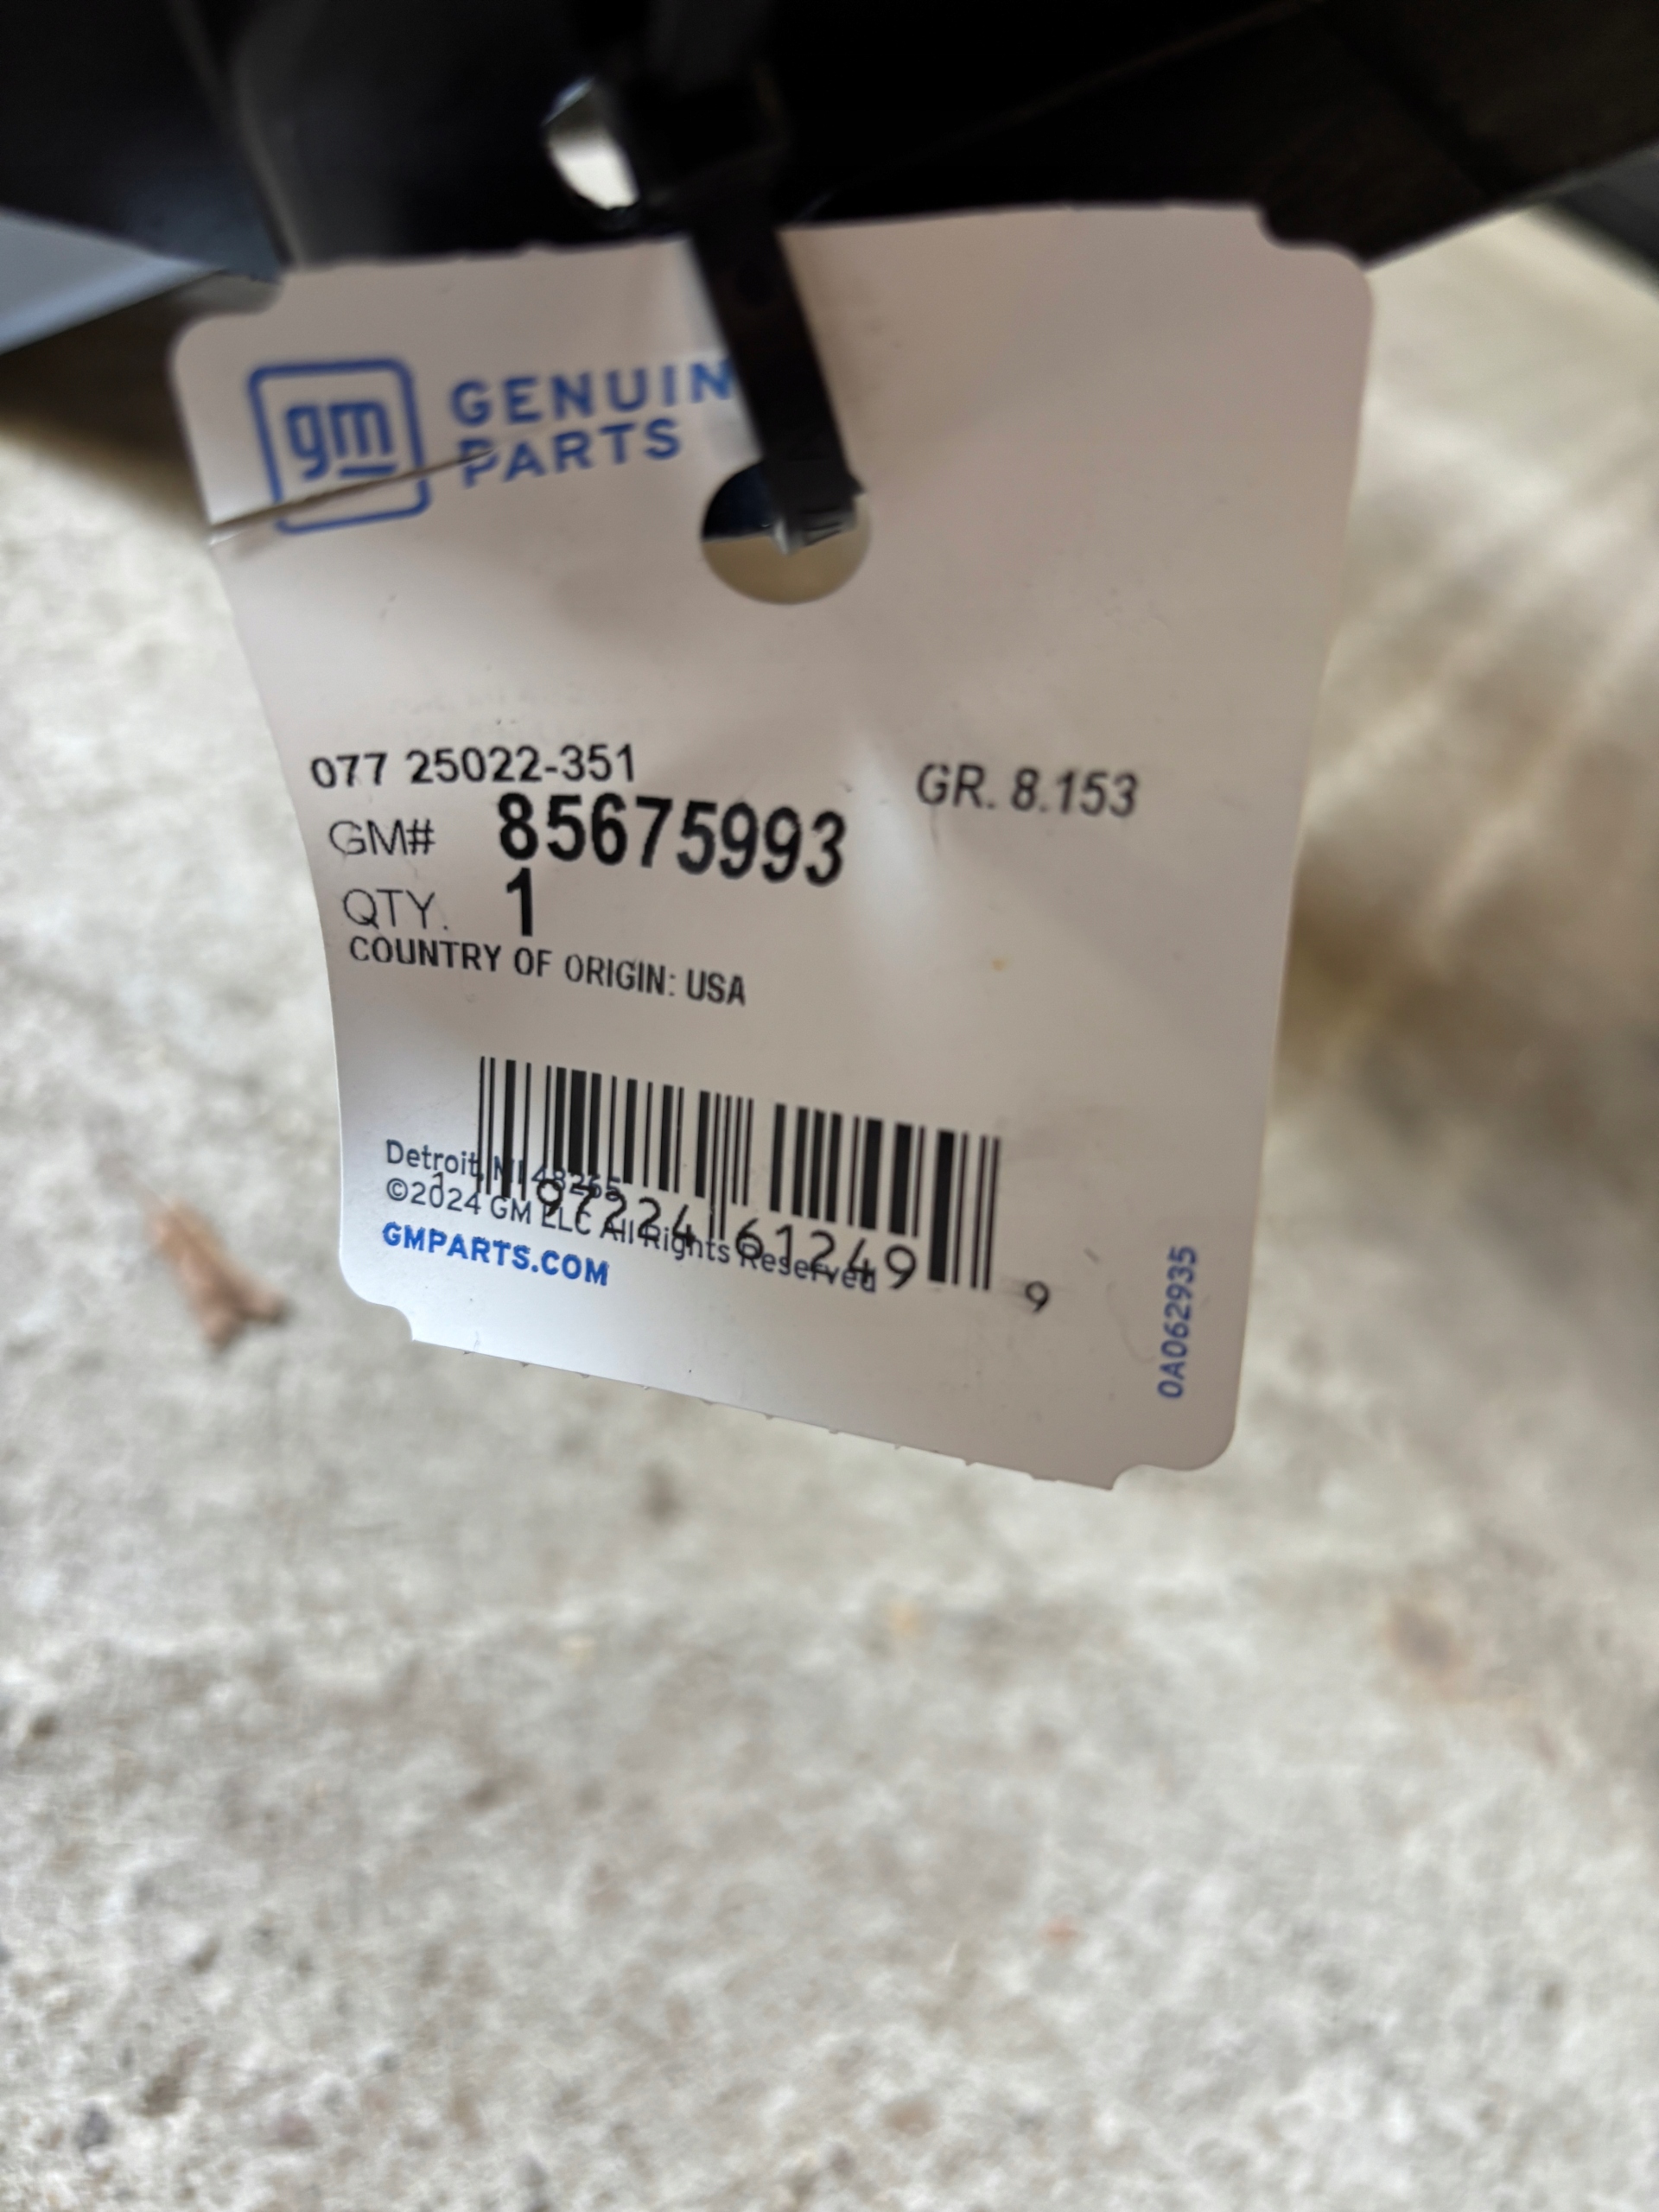 gm
GENUIN
PARTS
077 25022-351
GR. 8.153
GM# 85675993
QTY. 1
COUNTRY OF ORIGIN: USA
Detroit, MI 48265
©2024 GM LLC All Rights Reserved
1 97224 61249 9
GMPARTS.COM
0A062935